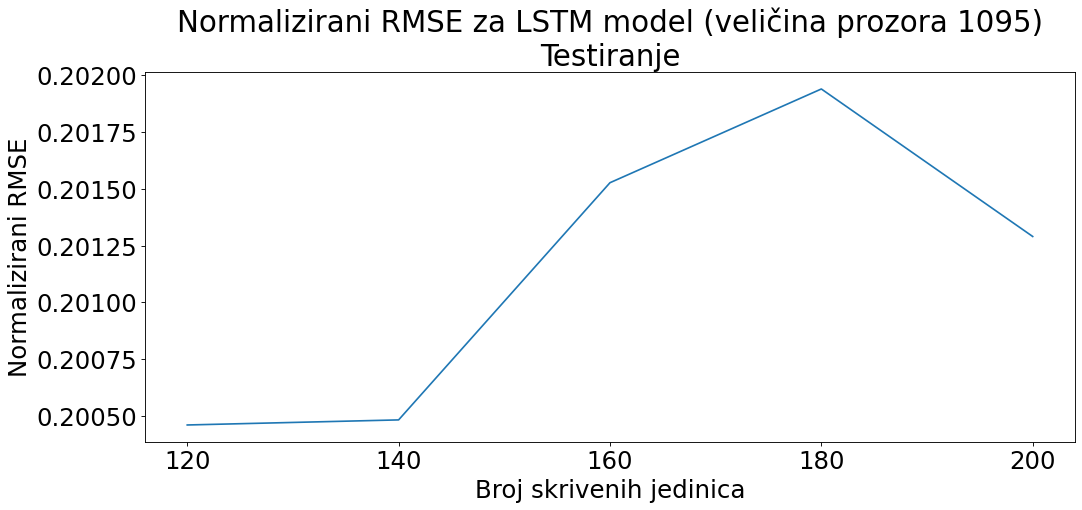 Normalizirani RMSE za LSTM model (veličina prozora 1095)
Testiranje
0.20200
0.20175
0.20150
0.20125
0.20100
0.20075
0.20050
Normalizirani RMSE
120 140 160 180 200
Broj skrivenih jedinica